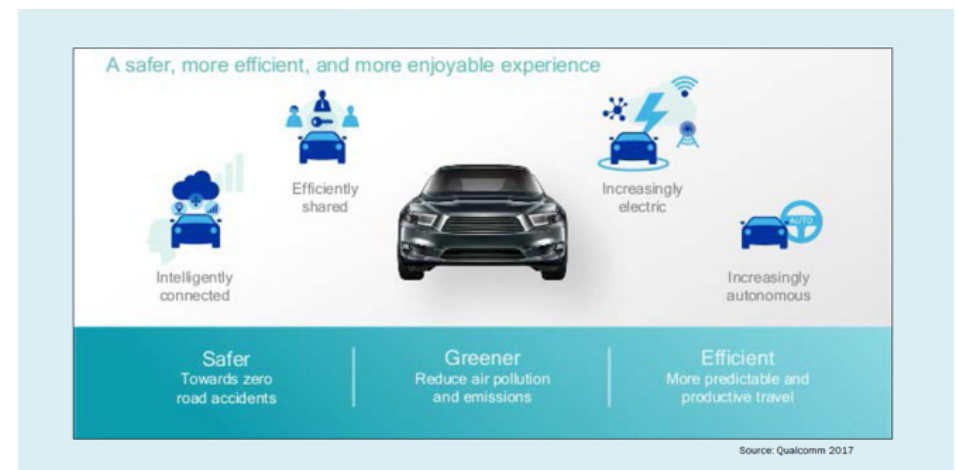 A safer, more efficient, and more enjoyable experience
Efficiently
shared
Increasingly
electric
AUTO
Intelligently
connected
Increasingly
autonomous
Safer
Towards zero
road accidents
Greener
Reduce air pollution
and emissions
Efficient
More predictable and
productive travel
Source: Qualcomm 2017